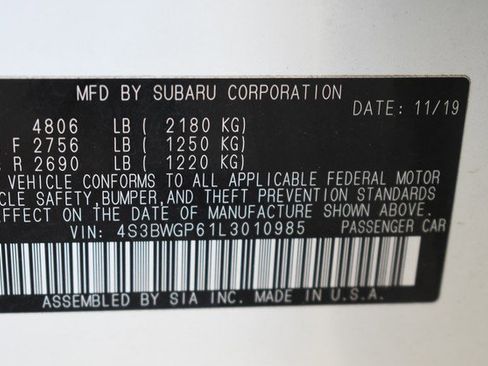 MFD BY SUBARU CORPORATION
DATE: 11/19
4806 LB ( 2180 KG)
F 2756 LB ( 1250 KG)
R 2690 LB ( 1220 KG)
VEHICLE CONFORMS TO ALL APPLICABLE FEDERAL MOTOR
CLE SAFETY, BUMPER, AND THEFT PREVENTION STANDARDS
EFFECT ON THE DATE OF MANUFACTURE SHOWN ABOVE.
VIN: 4S3BWGP61L3010985 PASSENGER CAR
ASSEMBLED BY SIA INC. MADE IN U.S.A.